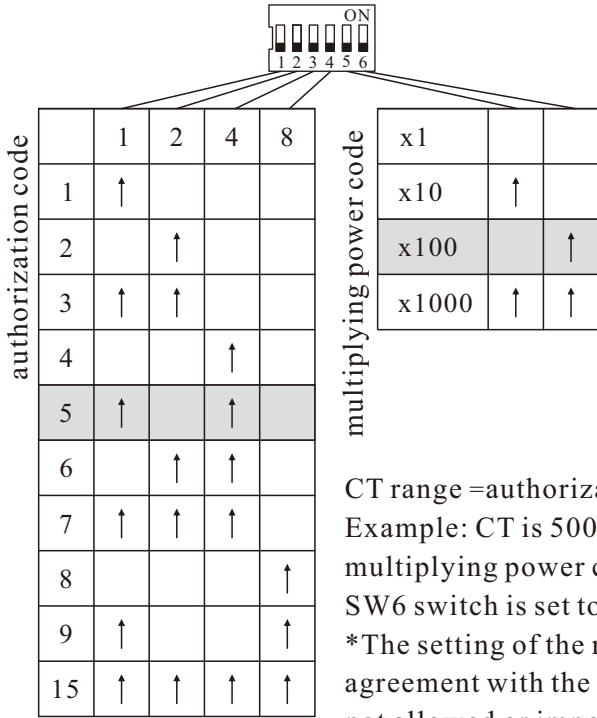 ON
1 2 3 4 5 6
authorization code
1 2 4 8
1 ↑
2 ↑
3 ↑ ↑
4 ↑
5 ↑ ↑
6 ↑ ↑
7 ↑ ↑ ↑
8 ↑
9 ↑ ↑
15 ↑ ↑ ↑ ↑
multiplying power code
x1
x10 ↑
x100 ↑
x1000 ↑ ↑
CT range =
Example: CT is 500
multiplying power
SW6 switch is set to
*The setting of the
agreement with the